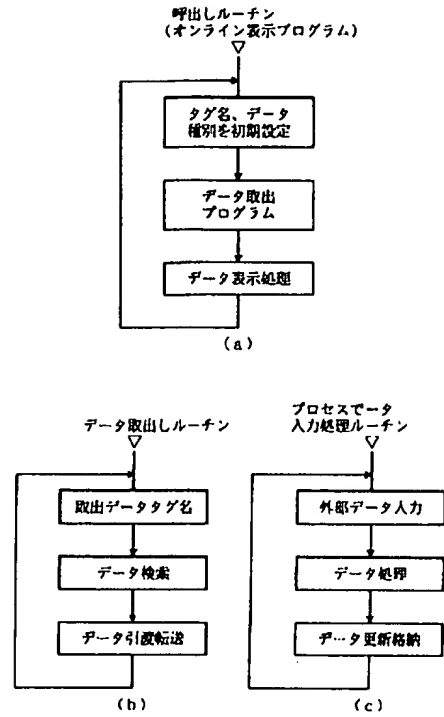 呼出しルーチン
(オンライン表示プログラム)
タグ名、データ
種別を初期設定
データ取出
プログラム
データ表示処理
(a)
データ取出しルーチン
取出データタグ名
データ検索
データ引渡転送
(b)
プロセスでータ
入力処理ルーチン
外部データ入力
データ処理
データ更新格納
(c)